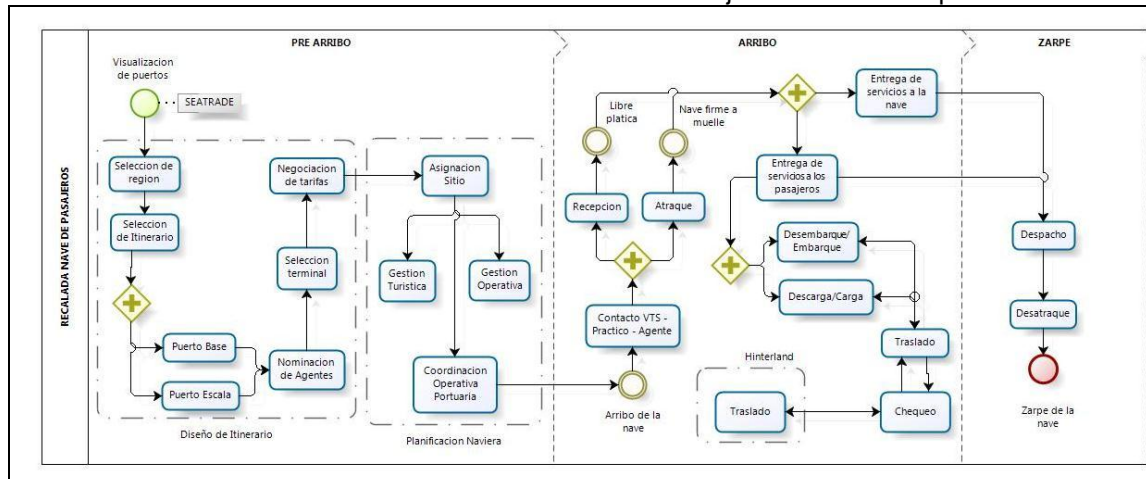 PRE ARRIBO
ARRIBO
ZARPE
RECALADA NAVE DE PASAJEROS
Visualizacion
de puertos
SEATRADE
Seleccion de
region
Seleccion
de Itinerario
Puerto Base
Puerto Escala
Nominacion
de Agentes
Seleccion
terminal
Negociacion
de tarifas
Diseño de Itinerario
Asignacion
Sitio
Gestion
Turistica
Gestion
Operativa
Coordinacion
Operativa
Portuaria
Planificacion Naviera
Arribo de la
nave
Contacto VTS -
Practico - Agente
Recepcion
Atraque
Libre
platica
Nave firme a
muelle
Entrega de
servicios a la
nave
Entrega de
servicios a los
pasajeros
Desembarque/
Embarque
Descarga/Carga
Traslado
Chequeo
Hinterland
Traslado
Despacho
Desatraque
Zarpe de la
nave